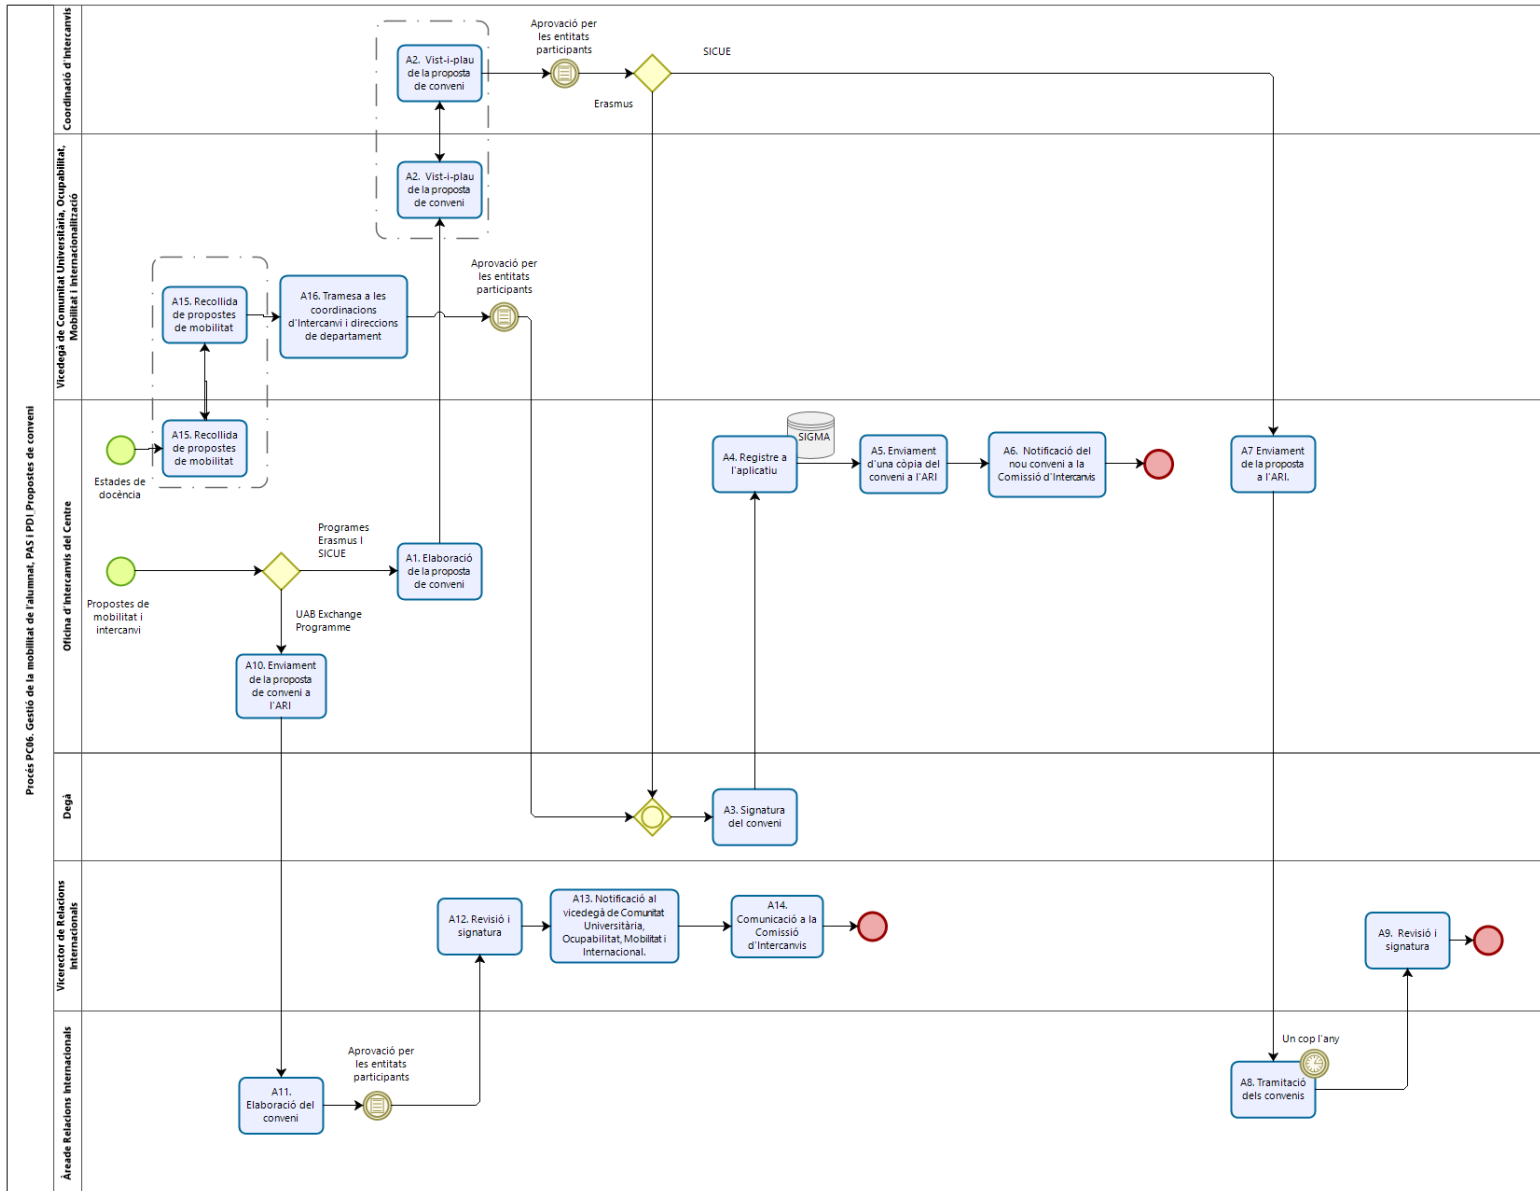 Procés PC06. Gestió de la mobilitat de l'alumnat, PAS i PDI_Propostes de conveni
Coordinació d'Intercanvis
Aprovació per
les entitats
participants
SICUE
A2. Vist-i-plau
de la proposta
de conveni
Erasmus
Vicedegà de Comunitat Universitària, Ocupabilitat,
Mobilitat i Internacionalització
A2. Vist-i-plau
de la proposta
de conveni
Aprovació per
les entitats
participants
A15. Recollida
de propostes
de mobilitat
A16. Tramesa a les
coordinacions
d'Intercanvi i direccions
de departament
Oficina d'Intercanvis del Centre
A15. Recollida
de propostes
de mobilitat
Estades de
docència
SIGMA
A4. Registre a
l'aplicatiu
A5. Enviament
d'una còpia del
conveni a l'ARI
A6. Notificació del
nou conveni a la
Comissió d'Intercanvis
A7 Enviament
de la proposta
a l'ARI.
Programes
Erasmus I
SICUE
A1. Elaboració
de la proposta
de conveni
Propostes de
mobilitat i
intercanvi
UAB Exchange
Programme
A10. Enviament
de la proposta
de conveni a
l'ARI
Degà
A3. Signatura
del conveni
Vicerector de Relacions
Internacionals
A12. Revisió i
signatura
A13. Notificació al
vicedegà de Comunitat
Universitària,
Ocupabilitat, Mobilitat i
Internacional.
A14.
Comunicació a la
Comissió
d'Intercanvis
A9. Revisió i
signatura
Àreade Relacions Internacionals
Aprovació per
les entitats
participants
A11.
Elaboració del
conveni
Un cop l'any
A8. Tramitació
dels convenis